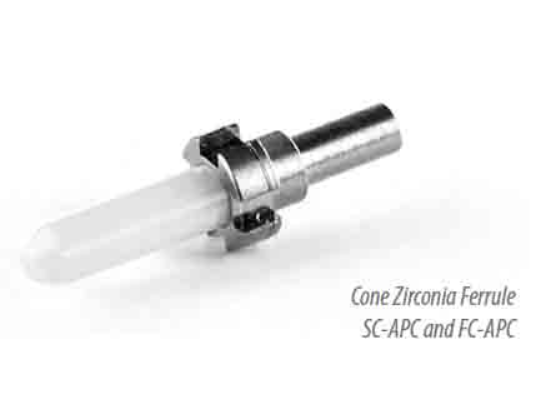 Cone Zirconia Ferrule
SC-APC and FC-APC